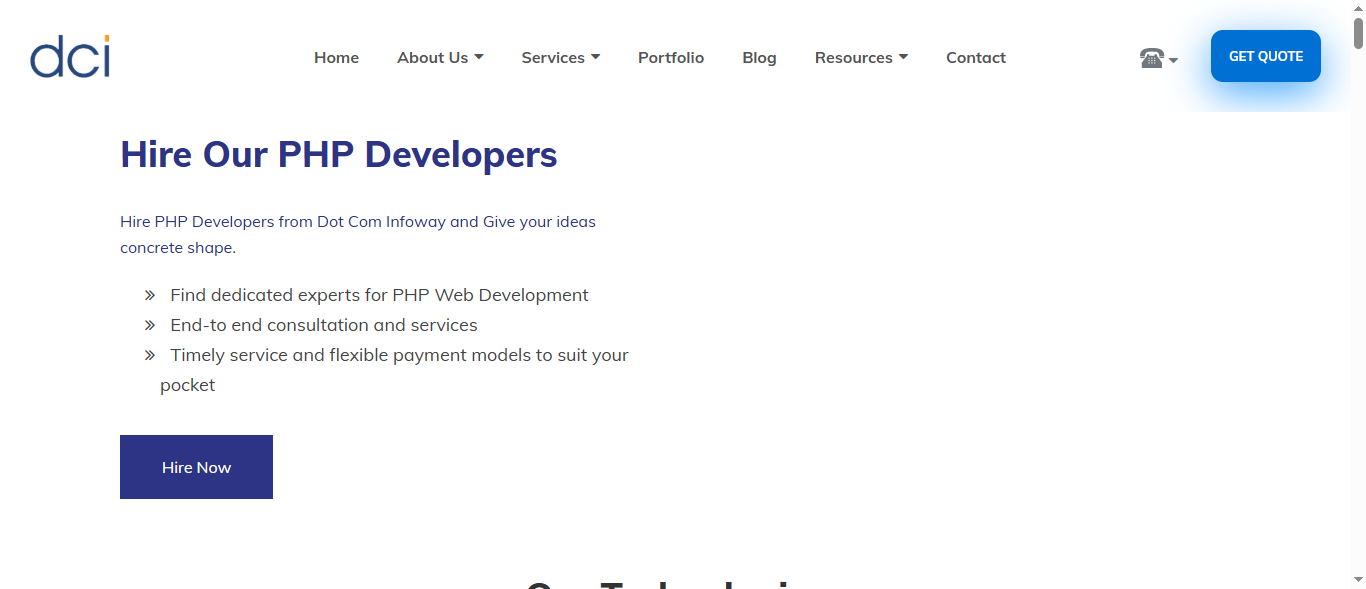 dci
Home About Us Services Portfolio Blog Resources Contact GET QUOTE
Hire Our PHP Developers
Hire PHP Developers from Dot Com Infoway and Give your ideas
concrete shape.
» Find dedicated experts for PHP Web Development
» End-to end consultation and services
» Timely service and flexible payment models to suit your
pocket
Hire Now